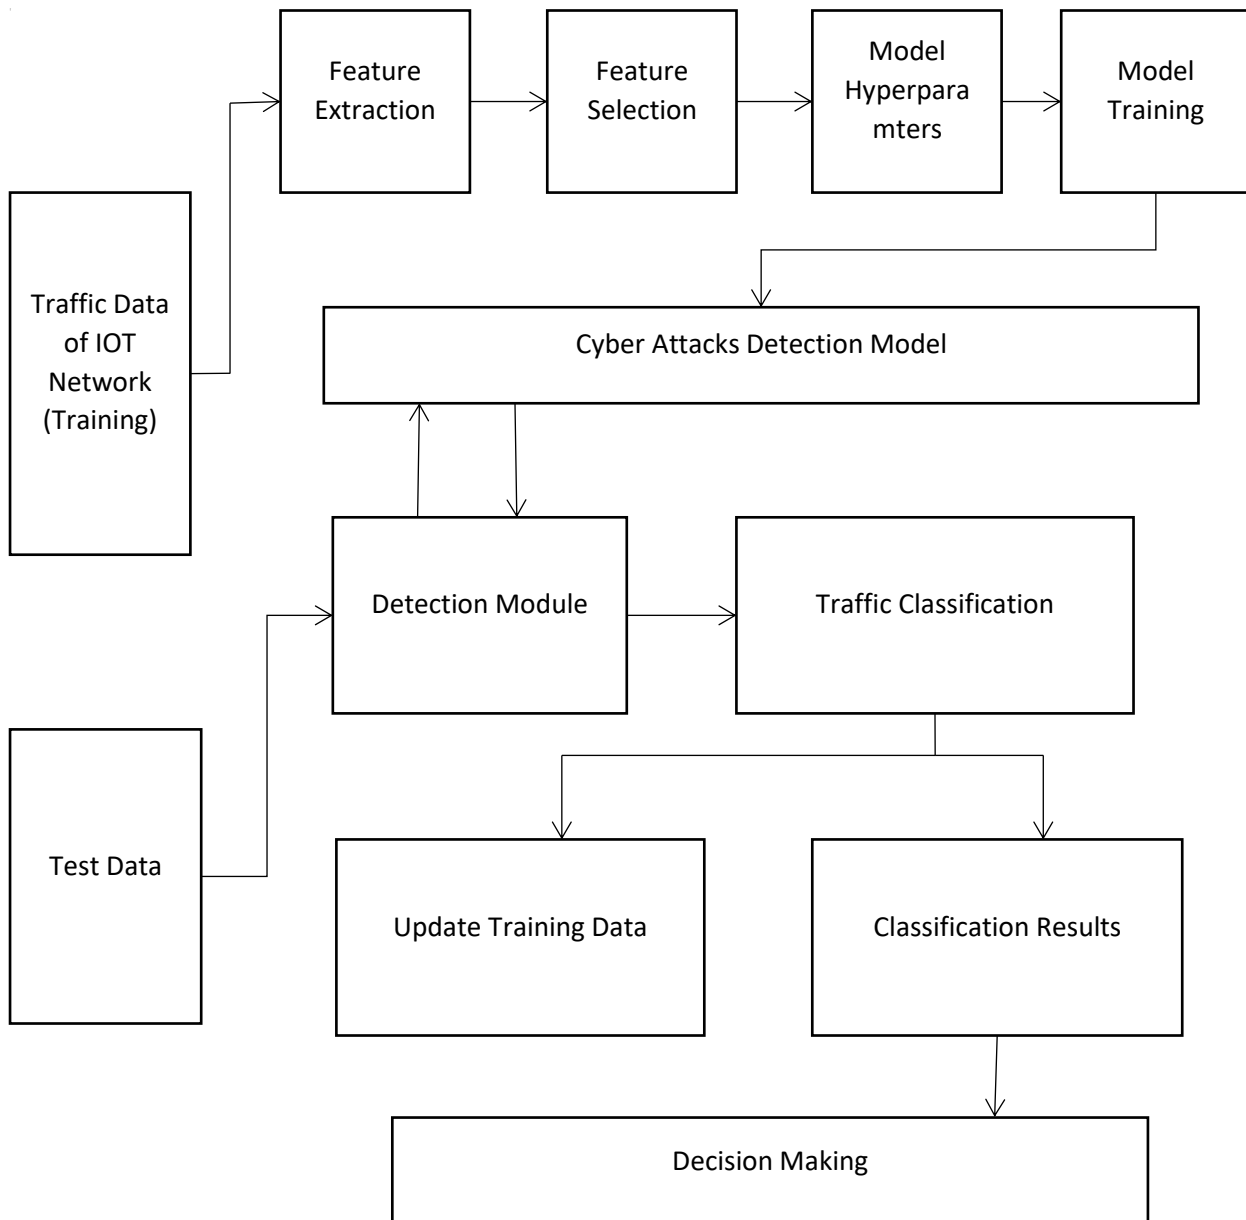 Feature
Extraction
Feature
Selection
Model
Hyperpara
mters
Model
Training
Traffic Data
of IOT
Network
(Training)
Cyber Attacks Detection Model
Detection Module
Traffic Classification
Test Data
Update Training Data
Classification Results
Decision Making